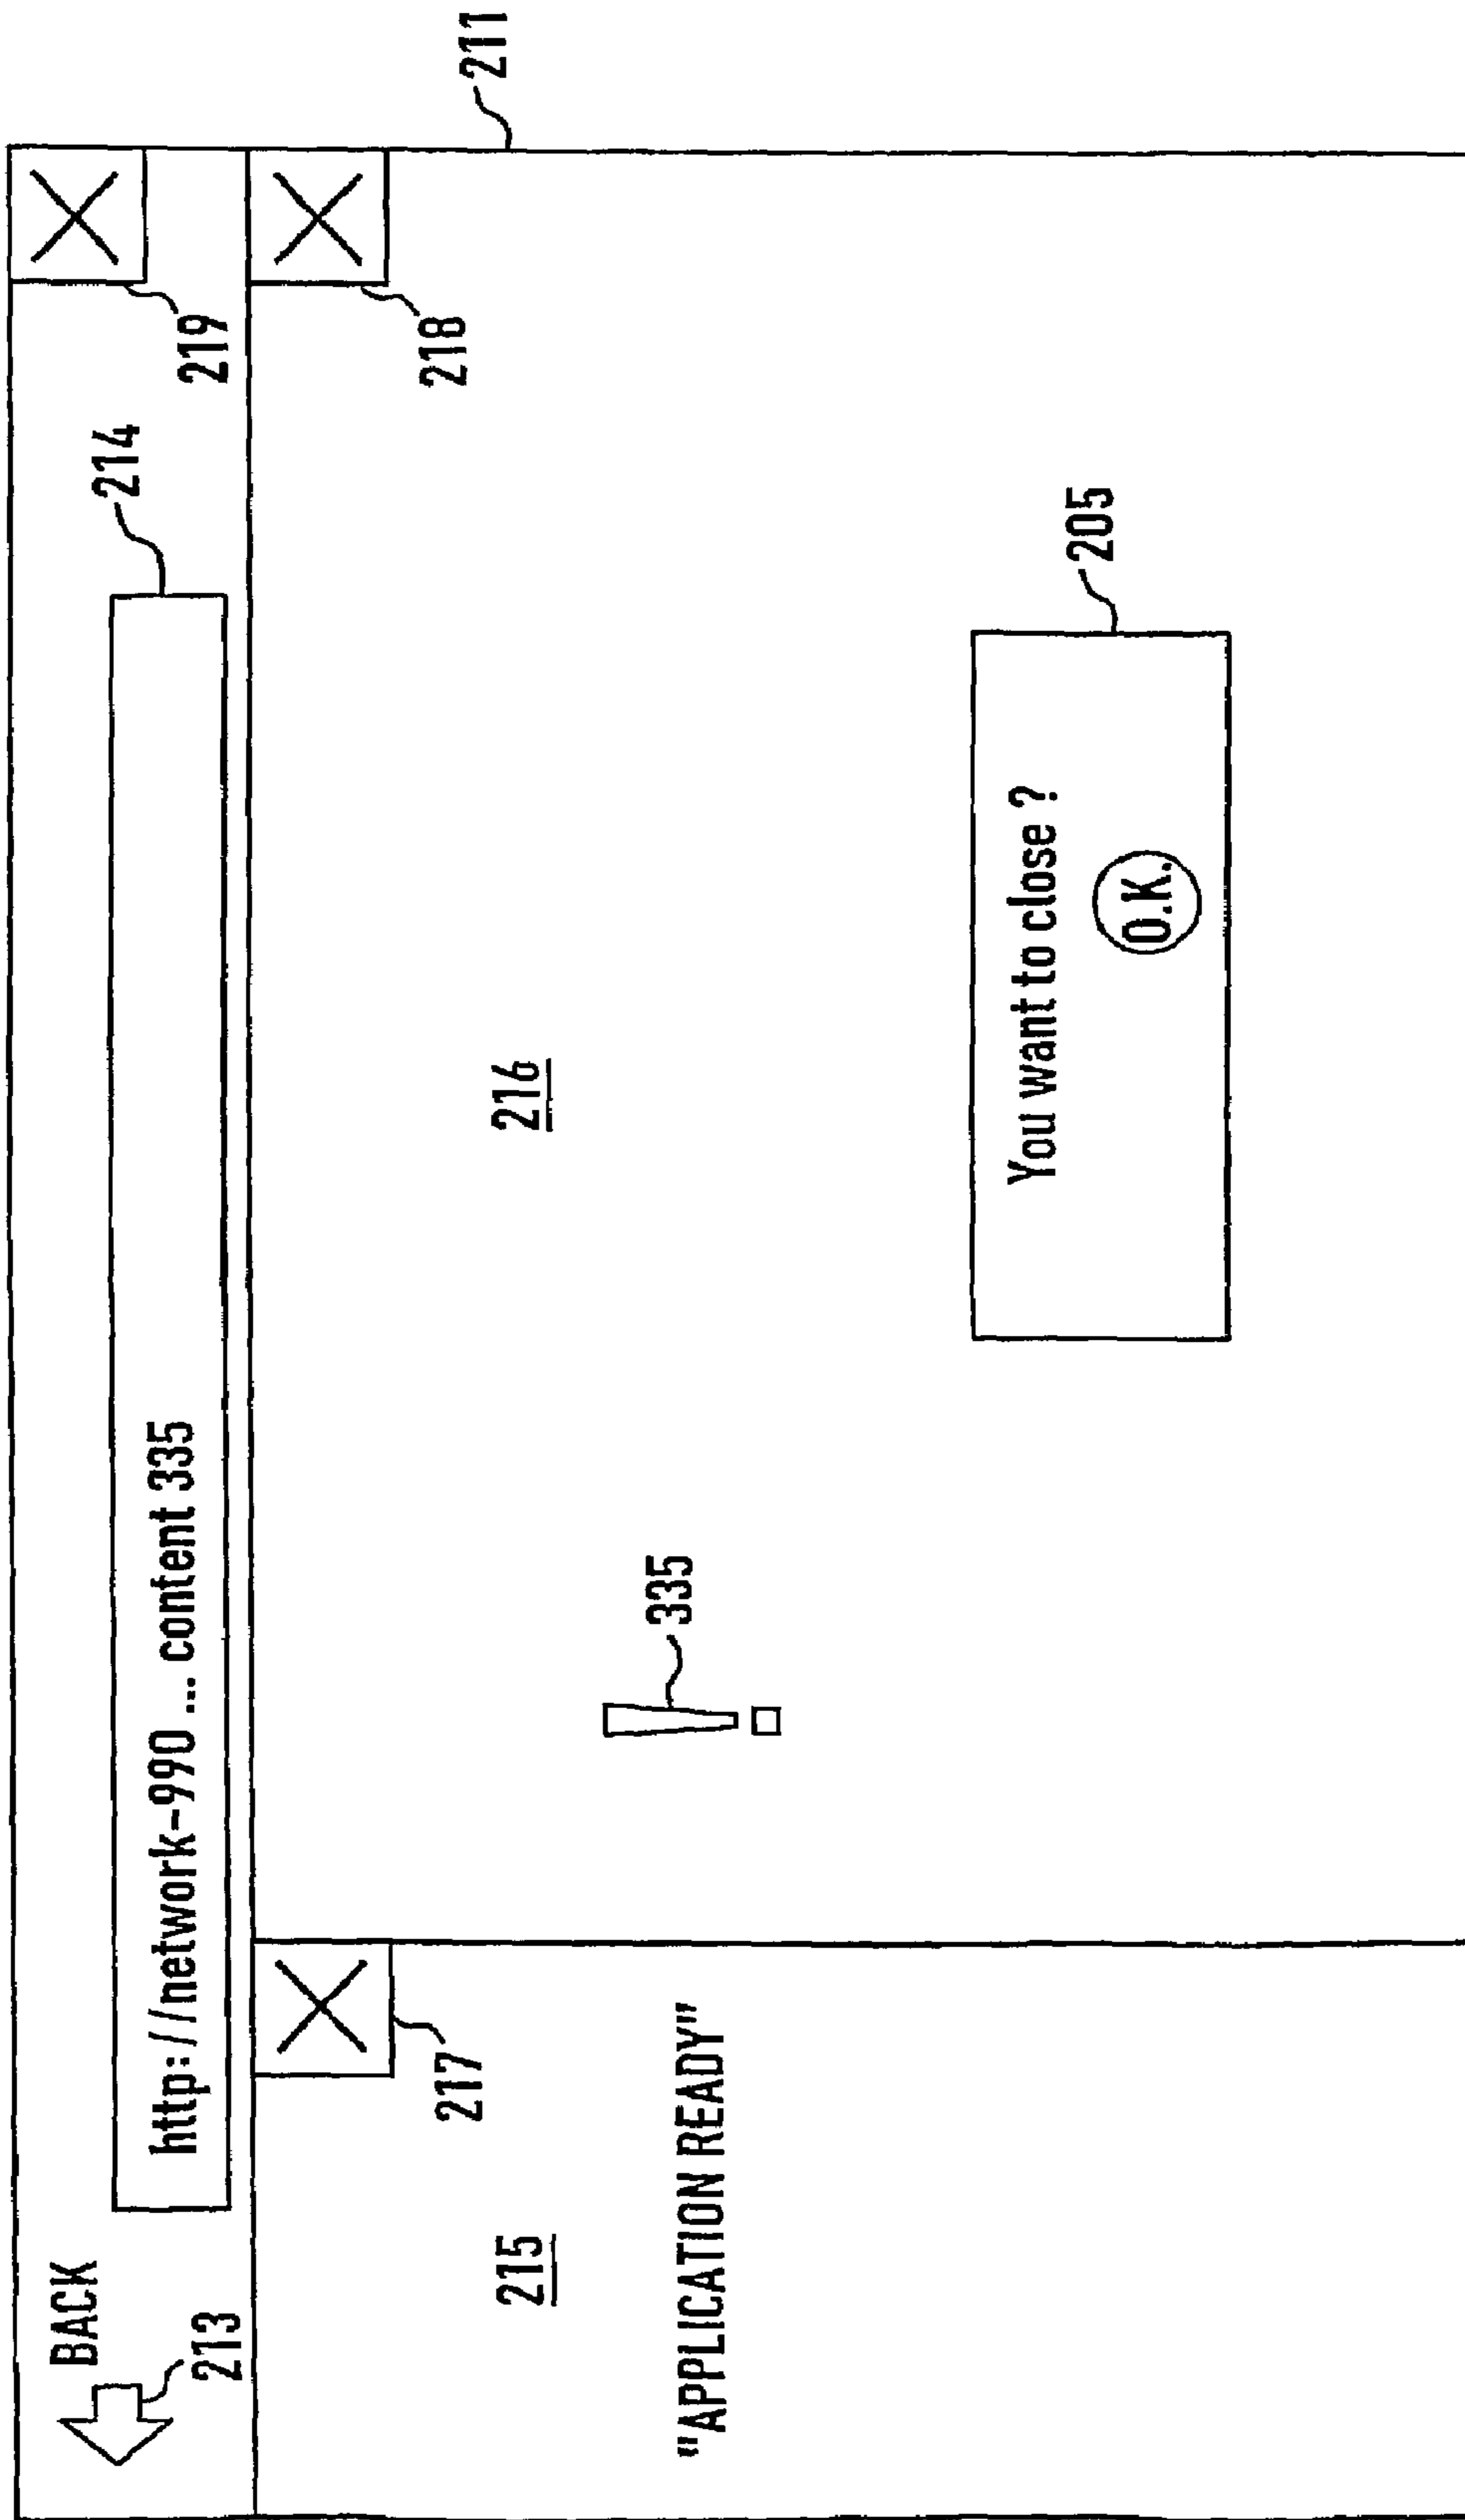 BACK
213
http://network-990 ... content 335
214
219
211
217
218
215
216
"APPLICATION READY"
335
You want to close ?
O.K.
205